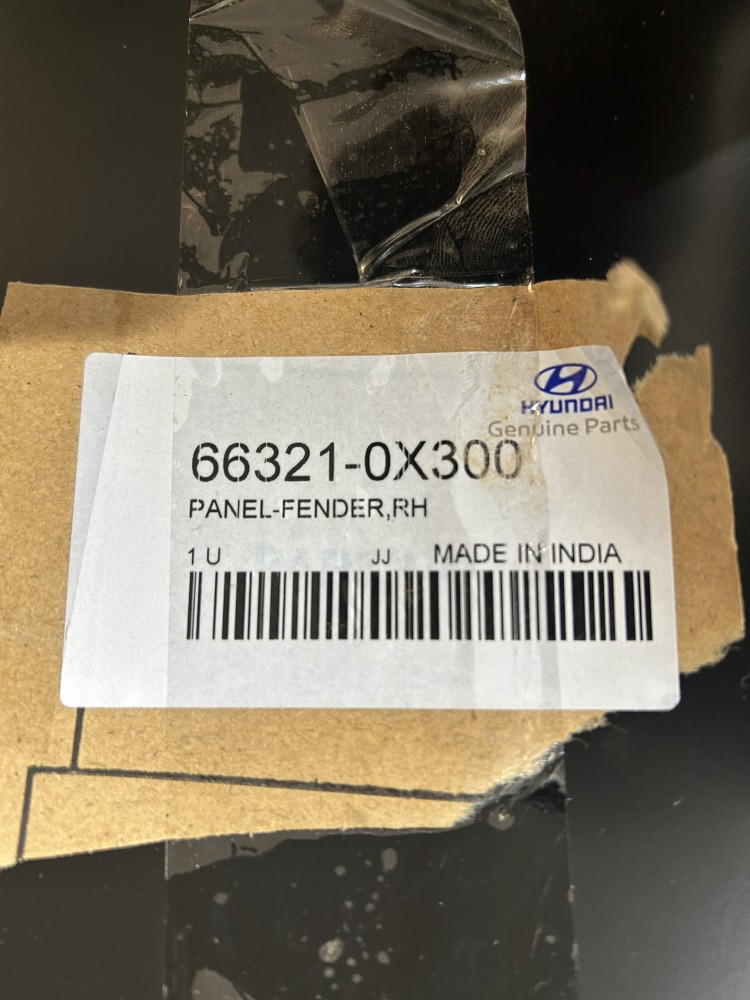 HYUNDAI
Genuine Parts
66321-0X300
PANEL-FENDER,RH
1 U JJ MADE IN INDIA